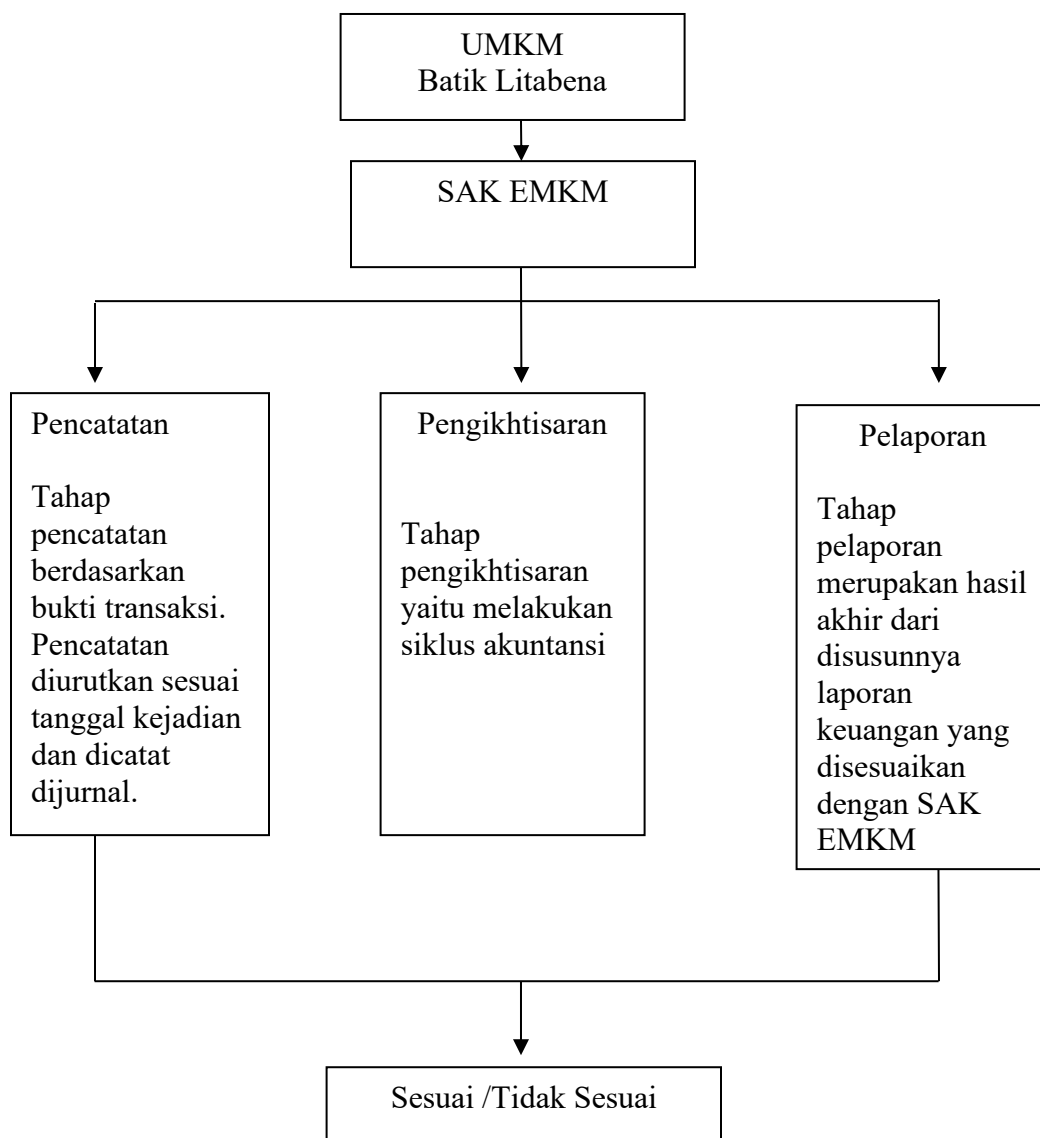 UMKM
Batik Litabena
SAK EMKM
Pencatatan
Tahap
pencatatan
berdasarkan
bukti transaksi.
Pencatatan
diurutkan sesuai
tanggal kejadian
dan dicatat
dijurnal.
Pengikhtisaran
Tahap
pengikhtisaran
yaitu melakukan
siklus akuntansi
Pelaporan
Tahap
pelaporan
merupakan hasil
akhir dari
disusunnya
laporan
keuangan yang
disesuaikan
dengan SAK
EMKM
Sesuai /Tidak Sesuai